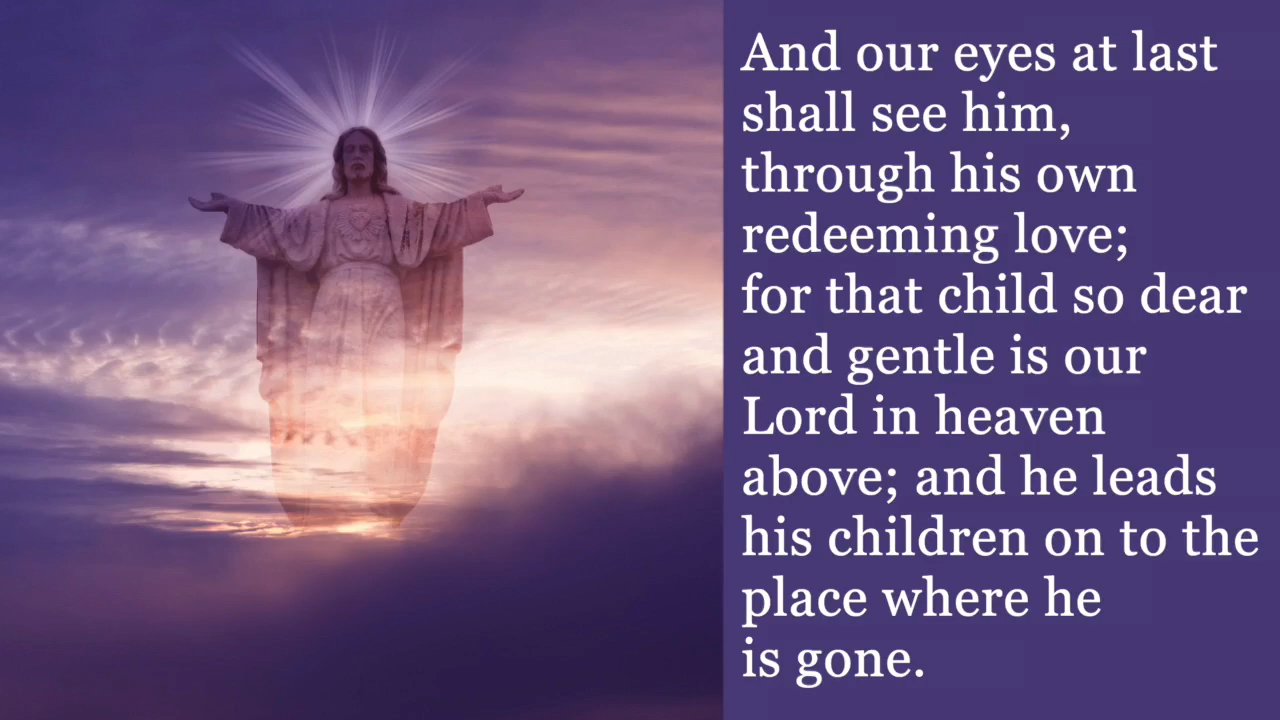 And our eyes at last
shall see him,
through his own
redeeming love;
for that child so dear
and gentle is our
Lord in heaven
above; and he leads
his children on to the
place where he
is gone.